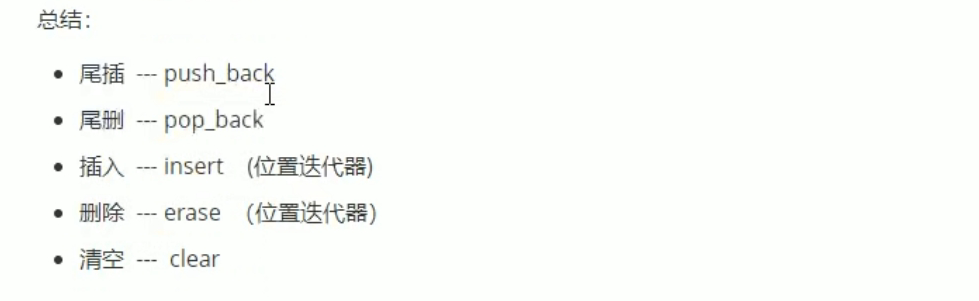 总结：
• 尾插 --- push_back
• 尾删 --- pop_back
• 插入 --- insert (位置迭代器)
• 删除 --- erase （位置迭代器）
• 清空 --- clear